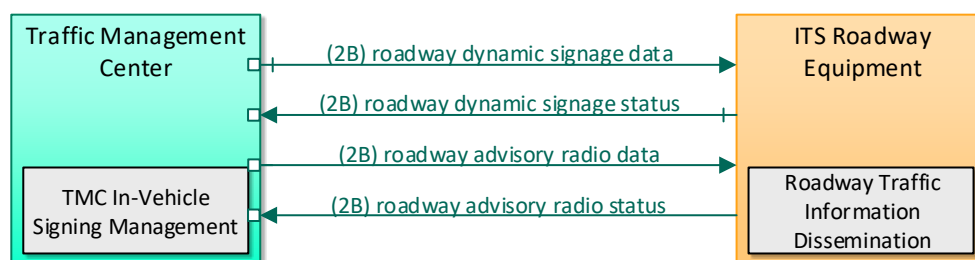 Traffic Management
Center
ITS Roadway
Equipment
(2B) roadway dynamic signage data
(2B) roadway dynamic signage status
(2B) roadway advisory radio data
(2B) roadway advisory radio status
TMC In-Vehicle
Signing Management
Roadway Traffic
Information
Dissemination